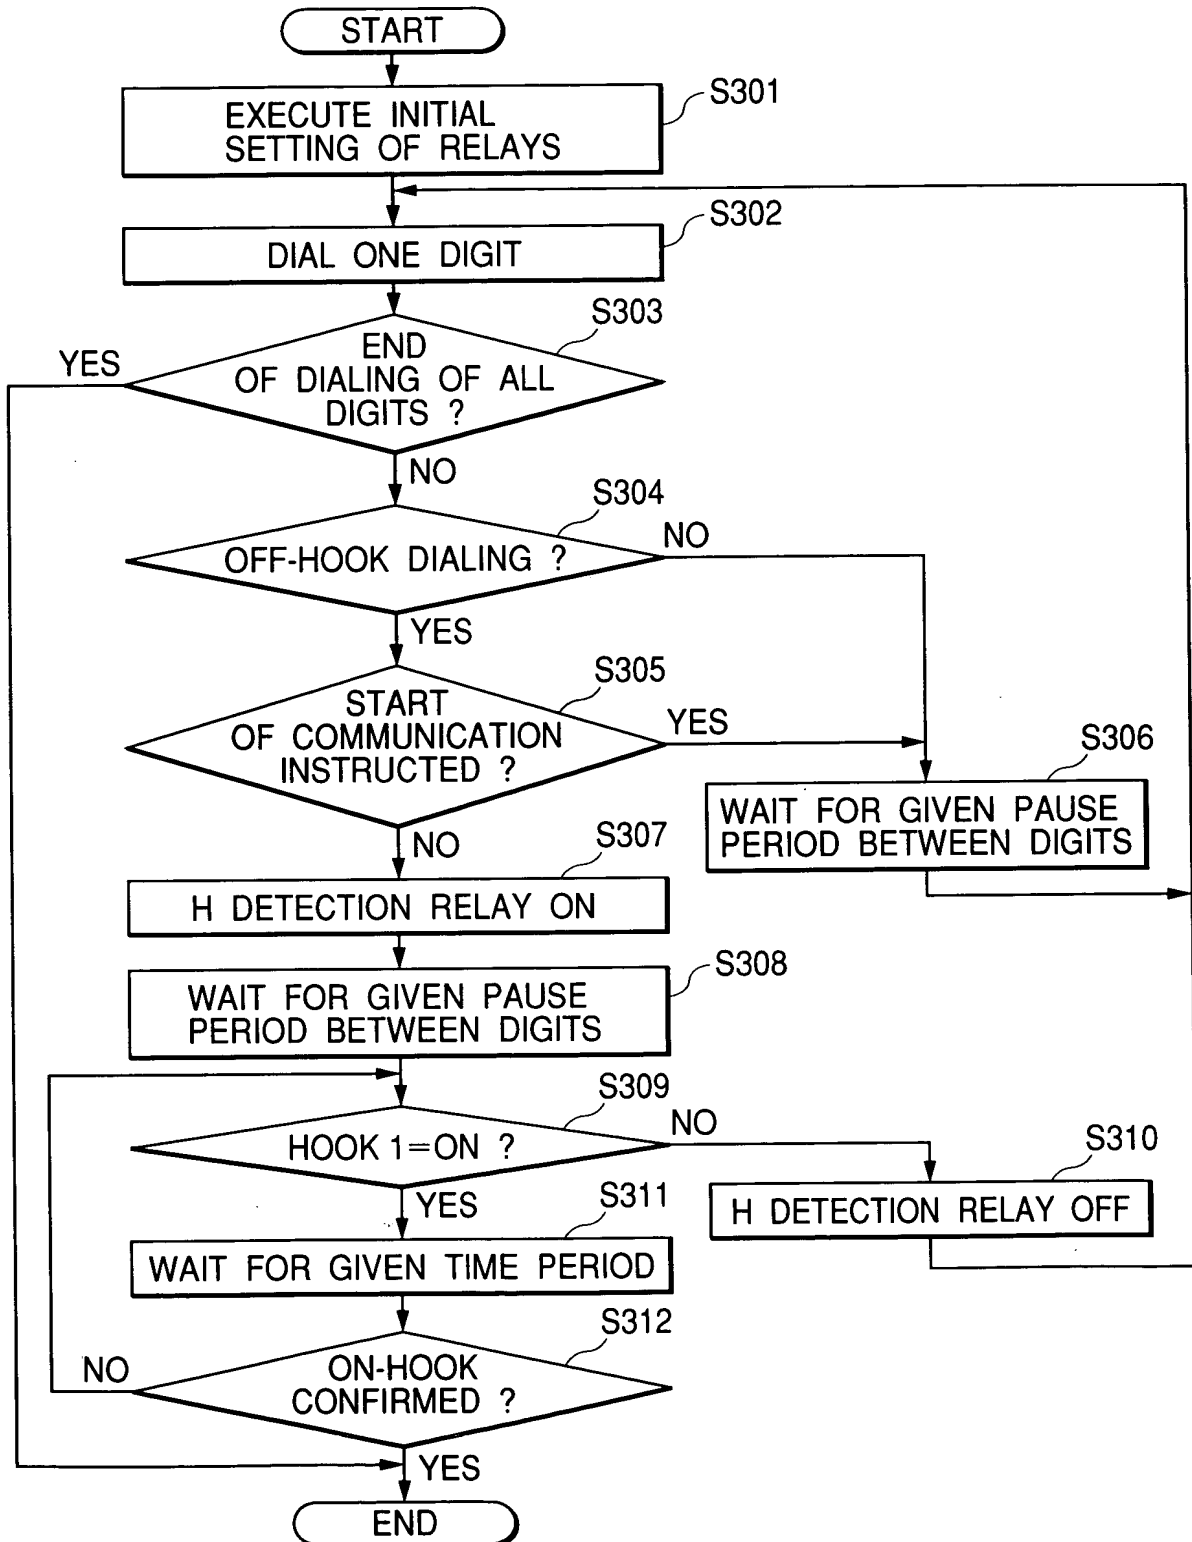 START
S301
EXECUTE INITIAL
SETTING OF RELAYS
S302
DIAL ONE DIGIT
S303
YES
END
OF DIALING OF ALL
DIGITS ?
NO
S304
OFF-HOOK DIALING ?
NO
YES
S305
START
OF COMMUNICATION
INSTRUCTED ?
YES
S306
WAIT FOR GIVEN PAUSE
PERIOD BETWEEN DIGITS
NO
S307
H DETECTION RELAY ON
S308
WAIT FOR GIVEN PAUSE
PERIOD BETWEEN DIGITS
S309
HOOK 1=ON ?
NO
S310
H DETECTION RELAY OFF
YES
S311
WAIT FOR GIVEN TIME PERIOD
S312
NO
ON-HOOK
CONFIRMED ?
YES
END